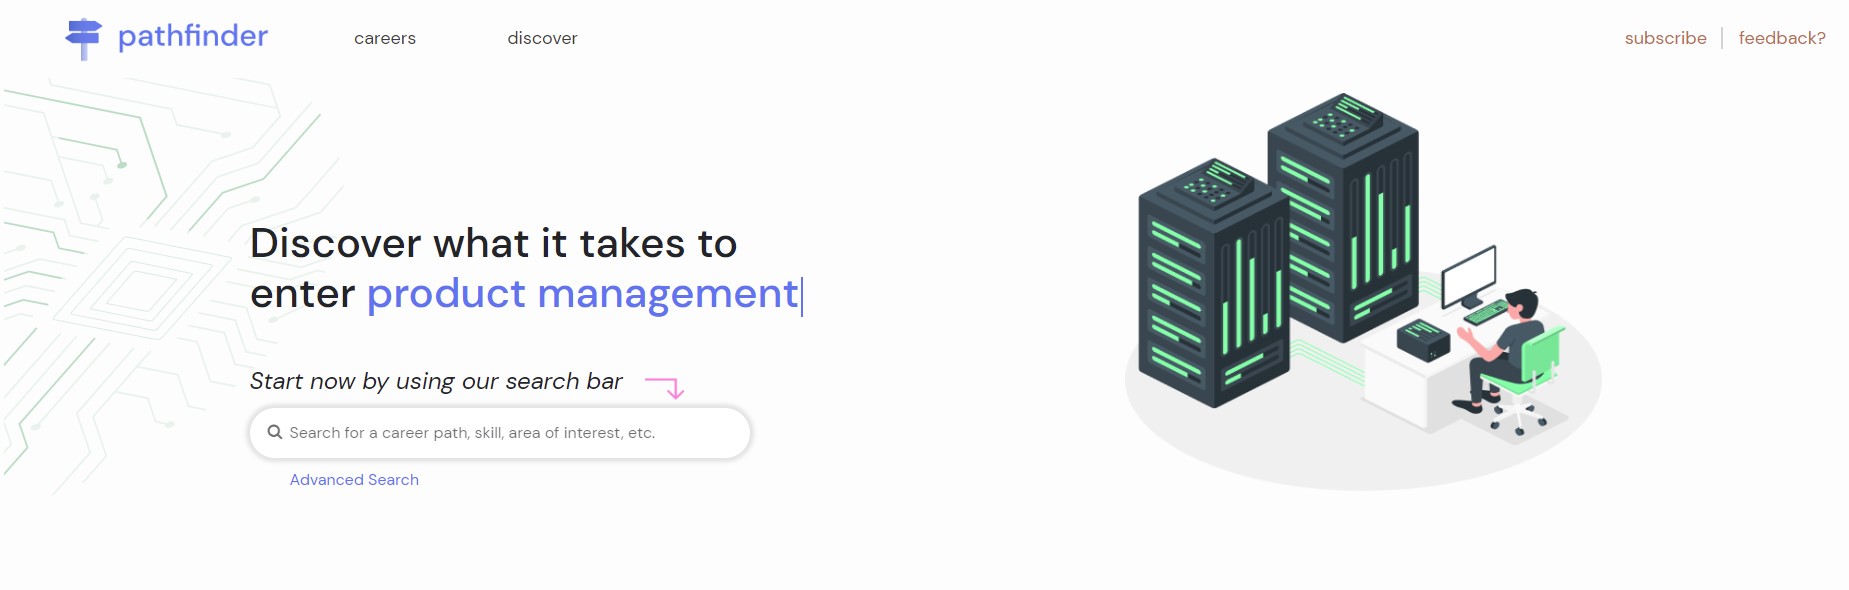 pathfinder
careers
discover
subscribe
feedback?
Discover what it takes to
enter product management
Start now by using our search bar
Search for a career path, skill, area of interest, etc.
Advanced Search